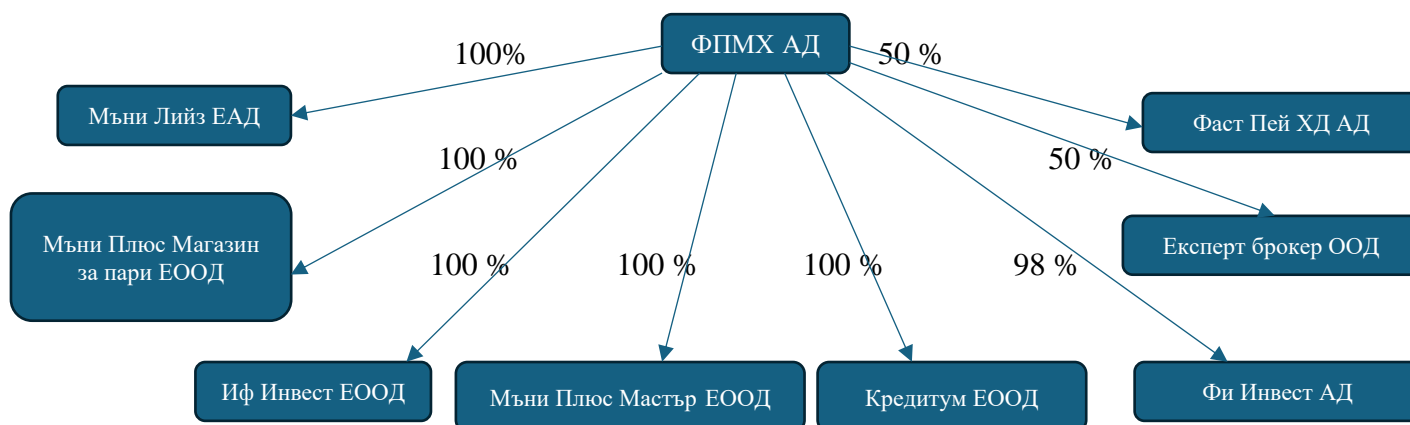 ФПМХ АД
100%
50 %
Мъни Лийз ЕАД
Фаст Пей ХД АД
100 %
50 %
Мъни Плюс Магазин
за пари ЕООД
Експерт брокер ООД
100 %
100 %
100 %
98 %
Иф Инвест ЕООД
Мъни Плюс Мастър ЕООД
Кредитум ЕООД
Фи Инвест АД